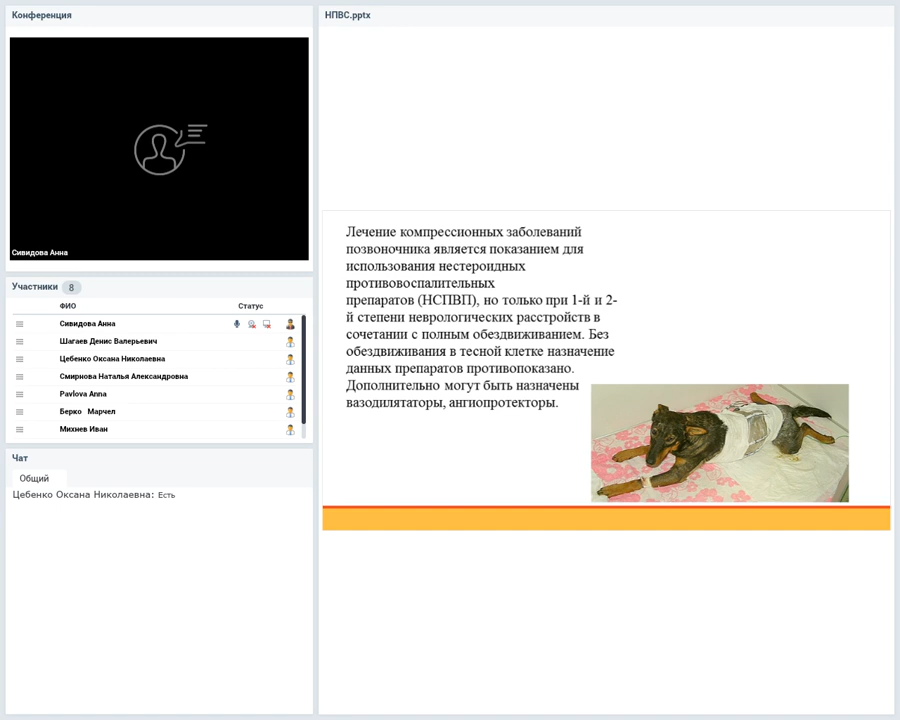 Конференция
Сивидова Анна
Участники 8
ФИО Статус
Сивидова Анна
Шагаев Денис Валерьевич
Цебенко Оксана Николаевна
Смирнова Наталья Александровна
Pavlova Anna
Берко Марчел
Михнев Иван
Чат
Общий
Цебенко Оксана Николаевна: Есть
НПВС.pptx
Лечение компрессионных заболеваний
позвоночника является показанием для
использования нестероидных
противовоспалительных
препаратов (НСПВП), но только при 1-й и 2-
й степени неврологических расстройств в
сочетании с полным обездвиживанием. Без
обездвиживания в тесной клетке назначение
данных препаратов противопоказано.
Дополнительно могут быть назначены
вазодилятаторы, ангиопротекторы.